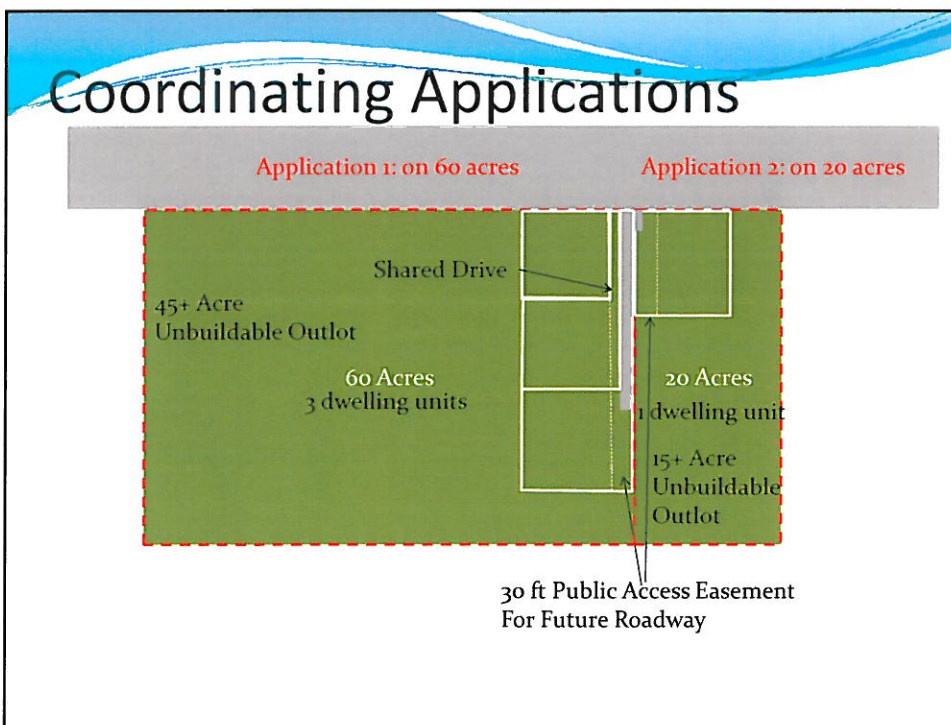 Coordinating Applications
Application 1: on 60 acres
Application 2: on 20 acres
Shared Drive
45+ Acre
Unbuildable Outlot
60 Acres
3 dwelling units
20 Acres
1 dwelling unit
15+ Acre
Unbuildable
Outlot
30 ft Public Access Easement
For Future Roadway